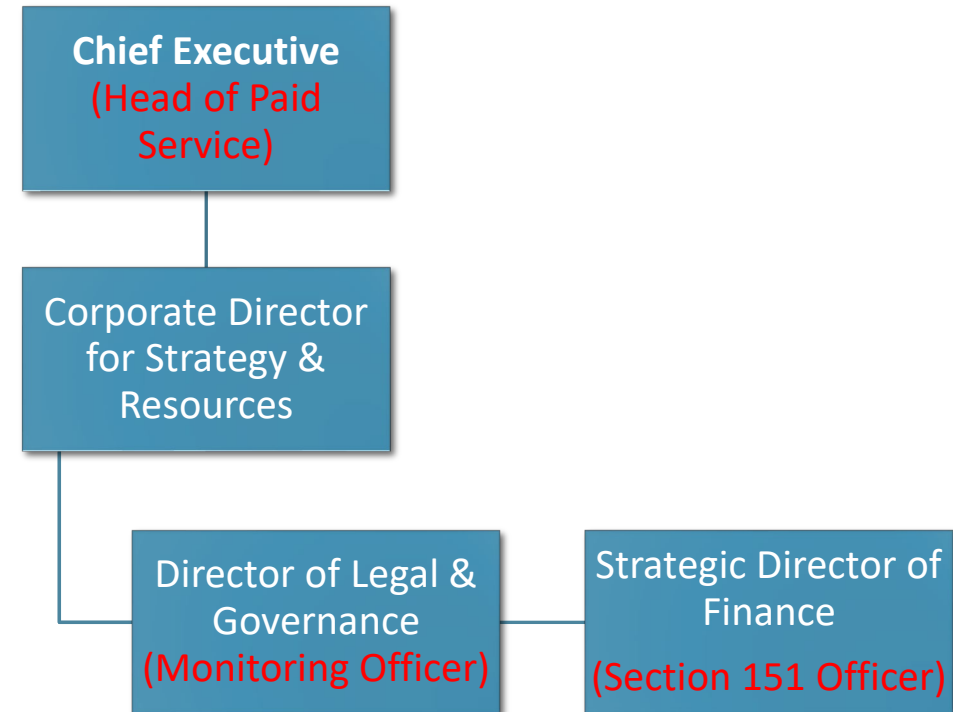 Chief Executive
(Head of Paid
Service)
Corporate Director
for Strategy &
Resources
Director of Legal &
Governance
(Monitoring Officer)
Strategic Director of
Finance
(Section 151 Officer)